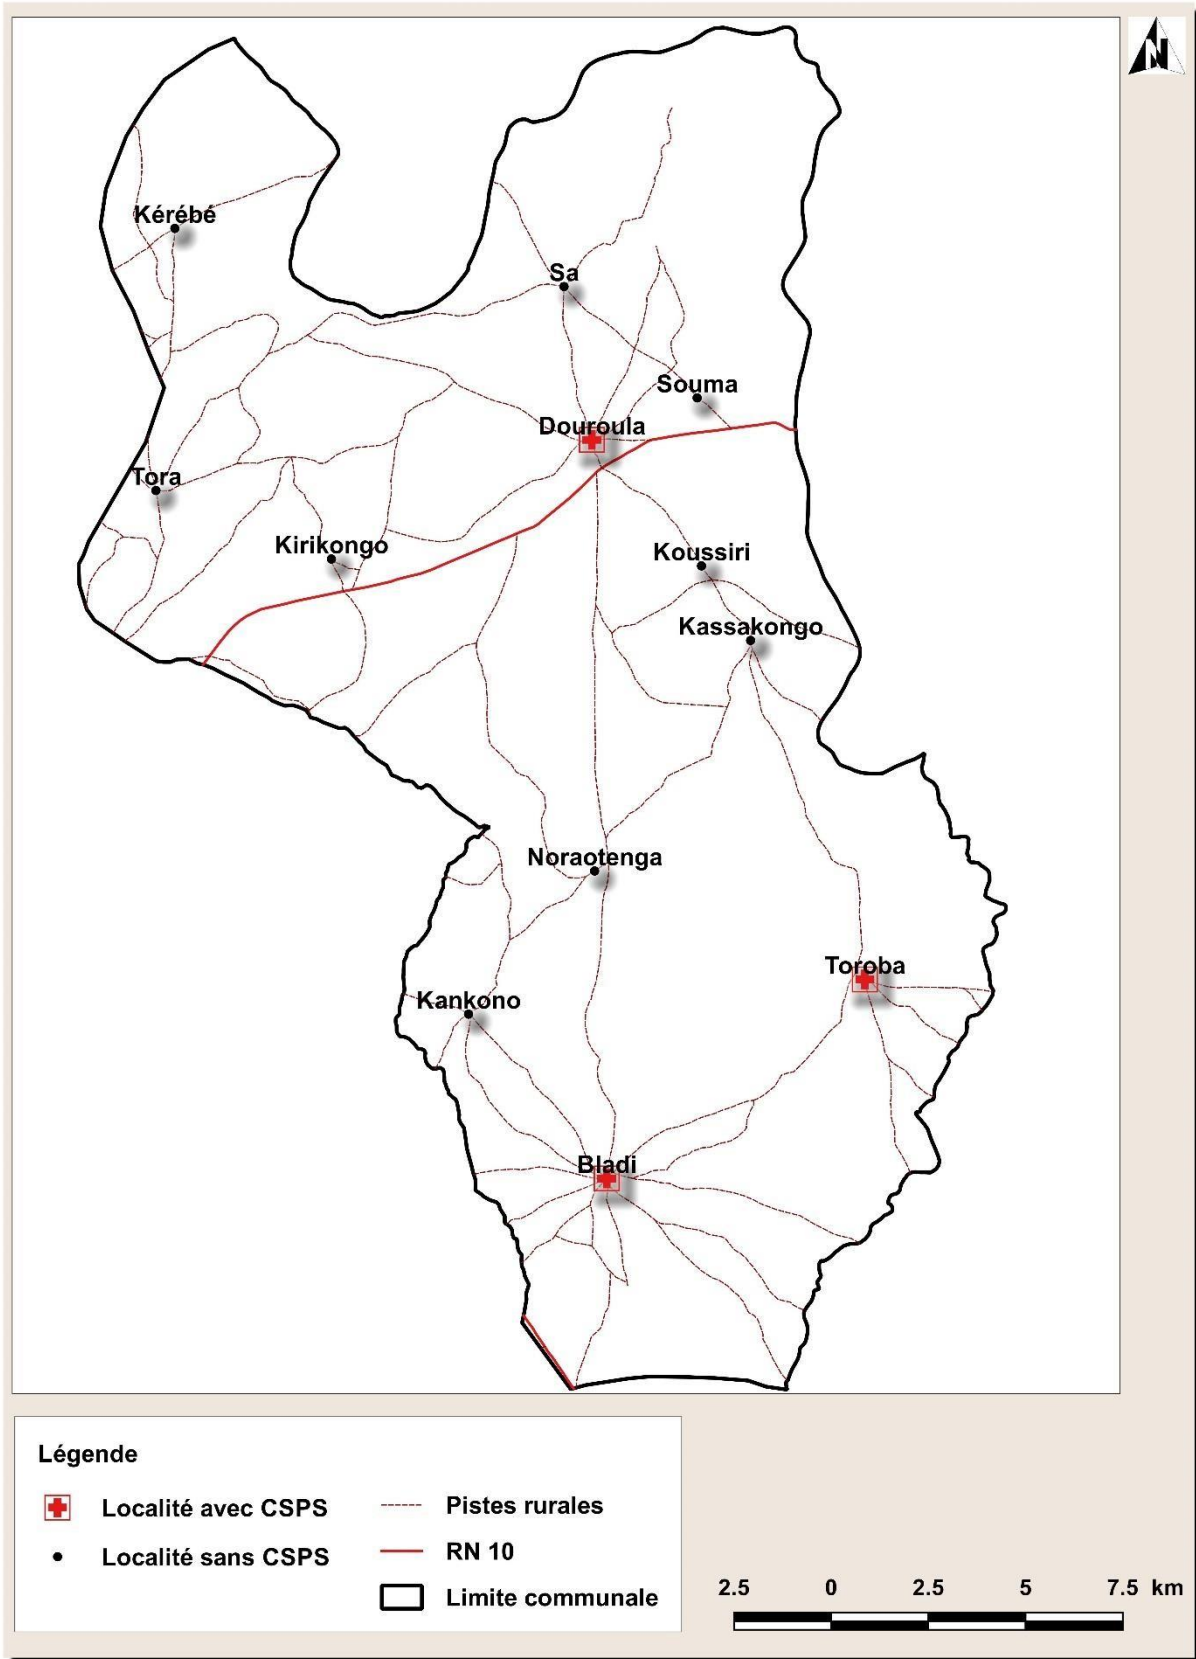 N
Kérébé
Sa
Souma
Douroula
Tora
Kirikongo
Koussiri
Kassakongo
Noraotenga
Toroba
Kankono
Bladi
Légende
Localité avec CSPS
Pistes rurales
Localité sans CSPS
RN 10
Limite communale
2.5 0 2.5 5 7.5 km